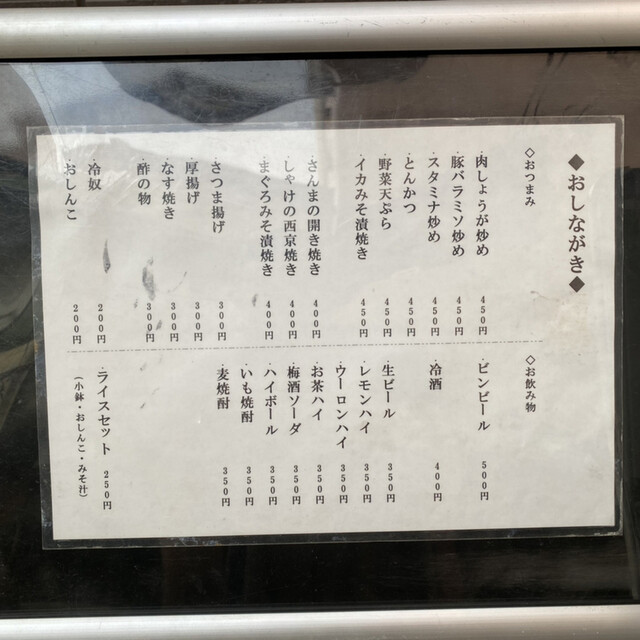 ◆おしながき◆
◇おつまみ
・肉しょうが炒め 450円
・豚バラミソ炒め 450円
・スタミナ炒め 450円
・とんかつ 450円
・野菜天ぷら 450円
・イカみそ漬焼き 450円
・さんまの開き焼き 400円
・しゃけの西京焼き 400円
・まぐろみそ漬焼き 400円
・さつま揚げ 300円
・厚揚げ 300円
・なす焼き 300円
・酢の物 300円
・冷奴 200円
・おしんこ 200円
◇お飲み物
・ビンビール 500円
・冷酒 400円
・生ビール 350円
・レモンハイ 350円
・ウーロンハイ 350円
・お茶ハイ 350円
・梅酒ソーダ 350円
・ハイボール 350円
・いも焼酎 350円
・麦焼酎 350円
・ライスセット 250円
(小鉢・おしんこ・みそ汁)